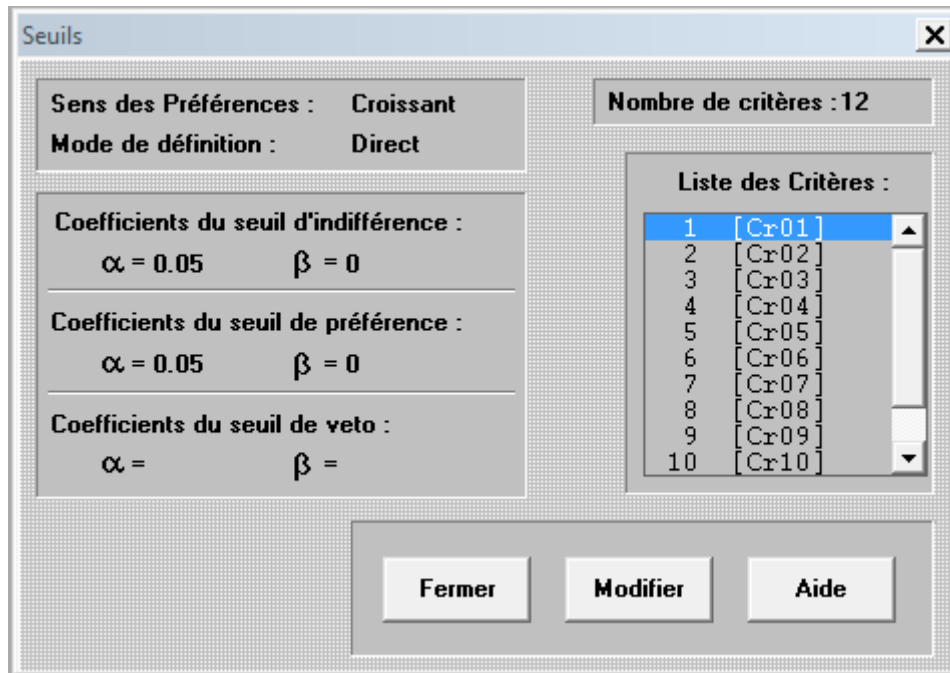 Seuils
Sens des Préférences : Croissant
Mode de définition : Direct
Nombre de critères :12
Coefficients du seuil d'indifférence :
α = 0.05 β = 0
Coefficients du seuil de préférence :
α = 0.05 β = 0
Coefficients du seuil de veto :
α = β =
Liste des Critères :
1 [Cr01]
2 [Cr02]
3 [Cr03]
4 [Cr04]
5 [Cr05]
6 [Cr06]
7 [Cr07]
8 [Cr08]
9 [Cr09]
10 [Cr10]
Fermer Modifier Aide